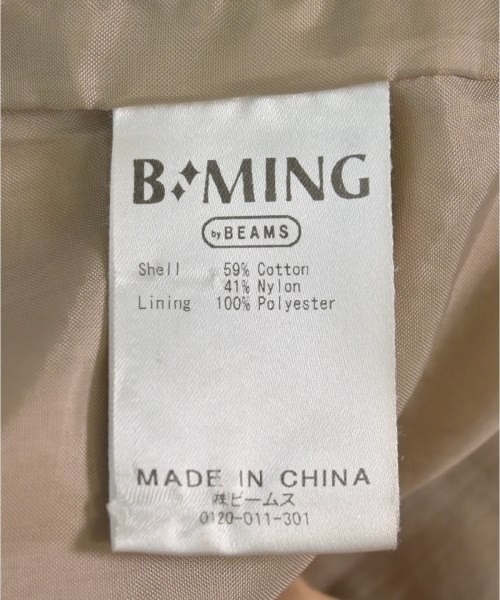 B MING
by BEAMS
Shell 59% Cotton
41% Nylon
Lining 100% Polyester
MADE IN CHINA
㈱ビームス
0120-011-301